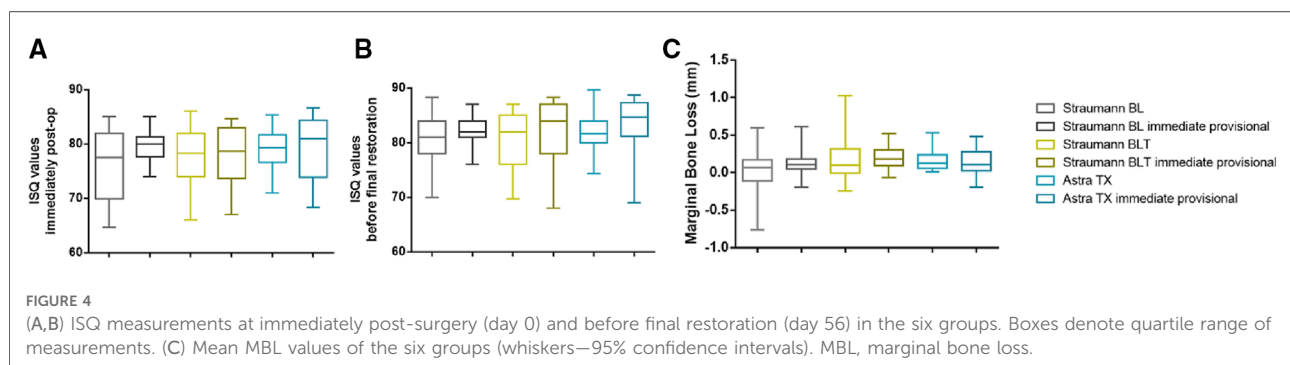 A
ISQ values
immediately post-op
90
80
70
60
B
ISQ values
before final restoration
90
80
70
60
C
Marginal Bone Loss (mm)
1.5
1.0
0.5
0.0
-0.5
-1.0
Straumann BL
Straumann BL immediate provisional
Straumann BLT
Straumann BLT immediate provisional
Astra TX
Astra TX immediate provisional
FIGURE 4
(A,B) ISQ measurements at immediately post-surgery (day 0) and before final restoration (day 56) in the six groups. Boxes denote quartile range of
measurements. (C) Mean MBL values of the six groups (whiskers—95% confidence intervals). MBL, marginal bone loss.